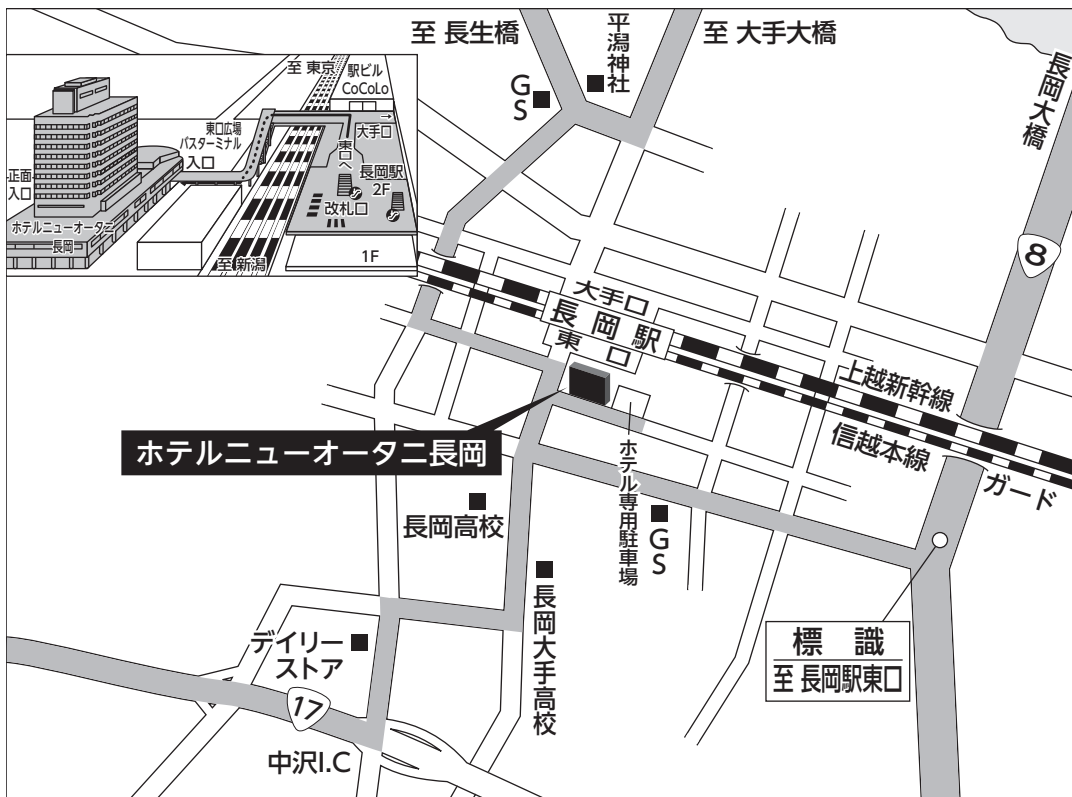 至 長生橋
平潟神社
至 大手大橋
長岡大橋
GS
至 東京
駅ビル
CoCoLo
→
大手口
東口広場
バスターミナル
入口
東口へ
長岡駅
2F
正面
入口
改札口
ホテルニューオータニ
長岡
至 新潟
1F
8
大手口
長岡駅
東口
上越新幹線
信越本線
ガード
ホテルニューオータニ長岡
ホテル専用駐車場
長岡高校
GS
長岡大手高校
デイリー
ストア
標 識
至 長岡駅東口
17
中沢I.C